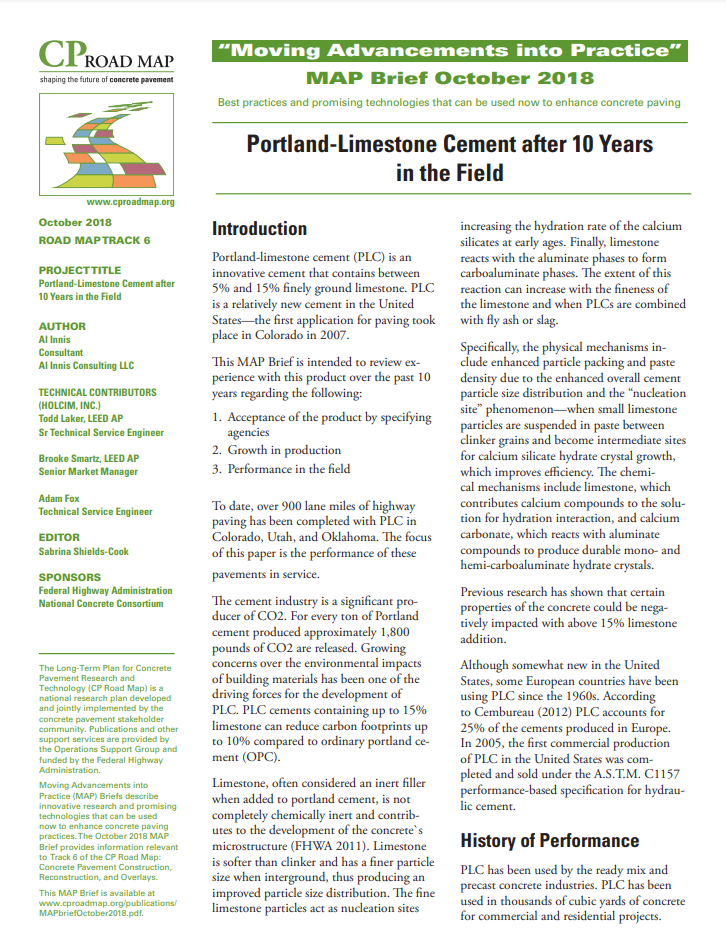 CP ROAD MAP
shaping the future of concrete pavement
www.cproadmap.org
October 2018
ROAD MAP TRACK 6
PROJECT TITLE
Portland-Limestone Cement after
10 Years in the Field
AUTHOR
Al Innis
Consultant
Al Innis Consulting LLC
TECHNICAL CONTRIBUTORS
(HOLCIM, INC.)
Todd Laker, LEED AP
Sr Technical Service Engineer
Brooke Smartz, LEED AP
Senior Market Manager
Adam Fox
Technical Service Engineer
EDITOR
Sabrina Shields-Cook
SPONSORS
Federal Highway Administration
National Concrete Consortium
The Long-Term Plan for Concrete
Pavement Research and
Technology (CP Road Map) is a
national research plan developed
and jointly implemented by the
concrete pavement stakeholder
community. Publications and other
support services are provided by
the Operations Support Group and
funded by the Federal Highway
Administration.
Moving Advancements into
Practice (MAP) Briefs describe
innovative research and promising
technologies that can be used
now to enhance concrete paving
practices. The October 2018 MAP
Brief provides information relevant
to Track 6 of the CP Road Map:
Concrete Pavement Construction,
Reconstruction, and Overlays.
This MAP Brief is available at
www.cproadmap.org/publications/
MAPbriefOctober2018.pdf.
“Moving Advancements into Practice”
MAP Brief October 2018
Best practices and promising technologies that can be used now to enhance concrete paving
Portland-Limestone Cement after 10 Years
in the Field
Introduction
Portland-limestone cement (PLC) is an
innovative cement that contains between
5% and 15% finely ground limestone. PLC
is a relatively new cement in the United
States—the first application for paving took
place in Colorado in 2007.
This MAP Brief is intended to review ex-
perience with this product over the past 10
years regarding the following:
1. Acceptance of the product by specifying
agencies
2. Growth in production
3. Performance in the field
To date, over 900 lane miles of highway
paving has been completed with PLC in
Colorado, Utah, and Oklahoma. The focus
of this paper is the performance of these
pavements in service.
The cement industry is a significant pro-
ducer of CO2. For every ton of Portland
cement produced approximately 1,800
pounds of CO2 are released. Growing
concerns over the environmental impacts
of building materials has been one of the
driving forces for the development of
PLC. PLC cements containing up to 15%
limestone can reduce carbon footprints up
to 10% compared to ordinary portland ce-
ment (OPC).
Limestone, often considered an inert filler
when added to portland cement, is not
completely chemically inert and contrib-
utes to the development of the concrete`s
microstructure (FHWA 2011). Limestone
is softer than clinker and has a finer particle
size when interground, thus producing an
improved particle size distribution. The fine
limestone particles act as nucleation sites
increasing the hydration rate of the calcium
silicates at early ages. Finally, limestone
reacts with the aluminate phases to form
carboaluminate phases. The extent of this
reaction can increase with the fineness of
the limestone and when PLCs are combined
with fly ash or slag.
Specifically, the physical mechanisms in-
clude enhanced particle packing and paste
density due to the enhanced overall cement
particle size distribution and the “nucleation
site” phenomenon—when small limestone
particles are suspended in paste between
clinker grains and become intermediate sites
for calcium silicate hydrate crystal growth,
which improves efficiency. The chemi-
cal mechanisms include limestone, which
contributes calcium compounds to the solu-
tion for hydration interaction, and calcium
carbonate, which reacts with aluminate
compounds to produce durable mono- and
hemi-carboaluminate hydrate crystals.
Previous research has shown that certain
properties of the concrete could be nega-
tively impacted with above 15% limestone
addition.
Although somewhat new in the United
States, some European countries have been
using PLC since the 1960s. According
to Cembureau (2012) PLC accounts for
25% of the cements produced in Europe.
In 2005, the first commercial production
of PLC in the United States was com-
pleted and sold under the A.S.T.M. C1157
performance-based specification for hydrau-
lic cement.
History of Performance
PLC has been used by the ready mix and
precast concrete industries. PLC has been
used in thousands of cubic yards of concrete
for commercial and residential projects.